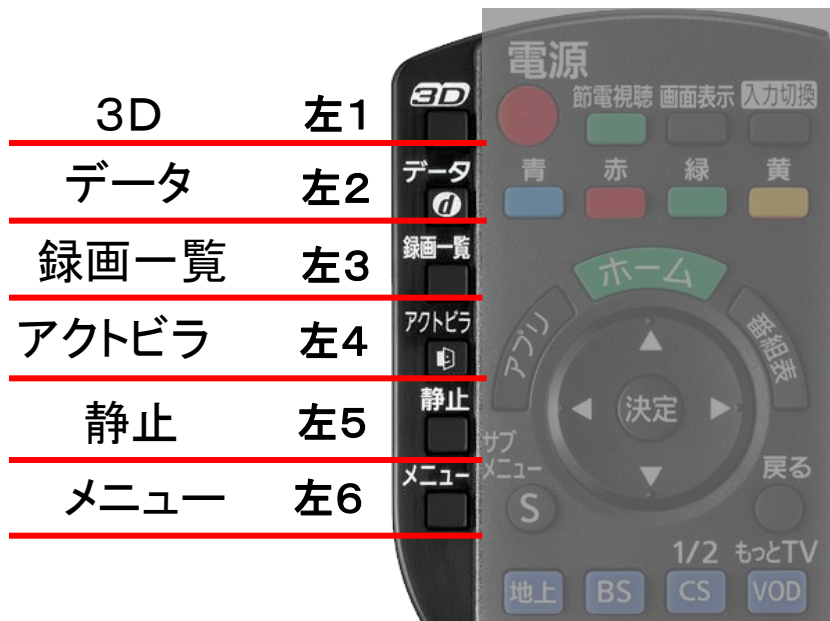 電源
3D 左1 3D 節電視聴 画面表示 入力切換
データ 左2 データ 青 赤 緑 黄
d
録画一覧 左3 録画一覧
ホーム
アクトビラ 左4 アクトビラ アプリ 番組表
静止 左5 静止 決定
サブ
メニュー 左6 メニュー メニュー 戻る
S
1/2 もっとTV
地上 BS CS VOD